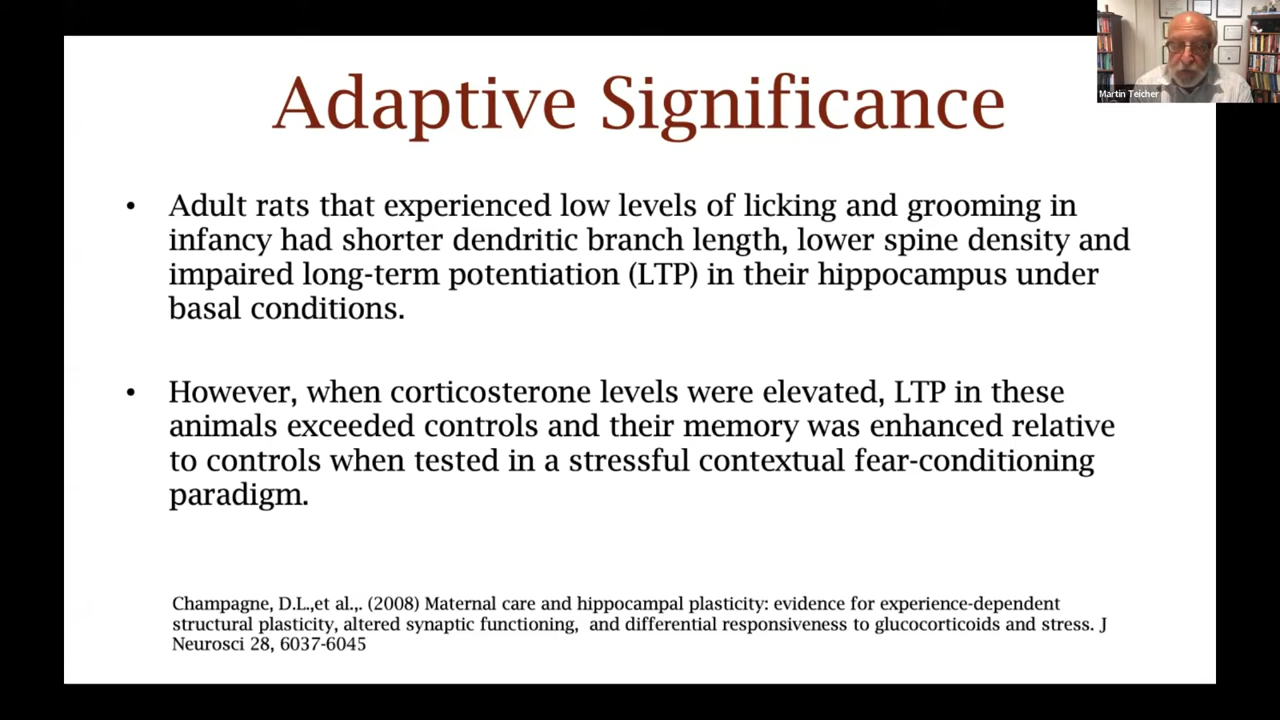 Martin Teicher
Adaptive Significance
• Adult rats that experienced low levels of licking and grooming in
infancy had shorter dendritic branch length, lower spine density and
impaired long-term potentiation (LTP) in their hippocampus under
basal conditions.
• However, when corticosterone levels were elevated, LTP in these
animals exceeded controls and their memory was enhanced relative
to controls when tested in a stressful contextual fear-conditioning
paradigm.
Champagne, D.L.,et al.,. (2008) Maternal care and hippocampal plasticity: evidence for experience-dependent
structural plasticity, altered synaptic functioning, and differential responsiveness to glucocorticoids and stress. J
Neurosci 28, 6037-6045